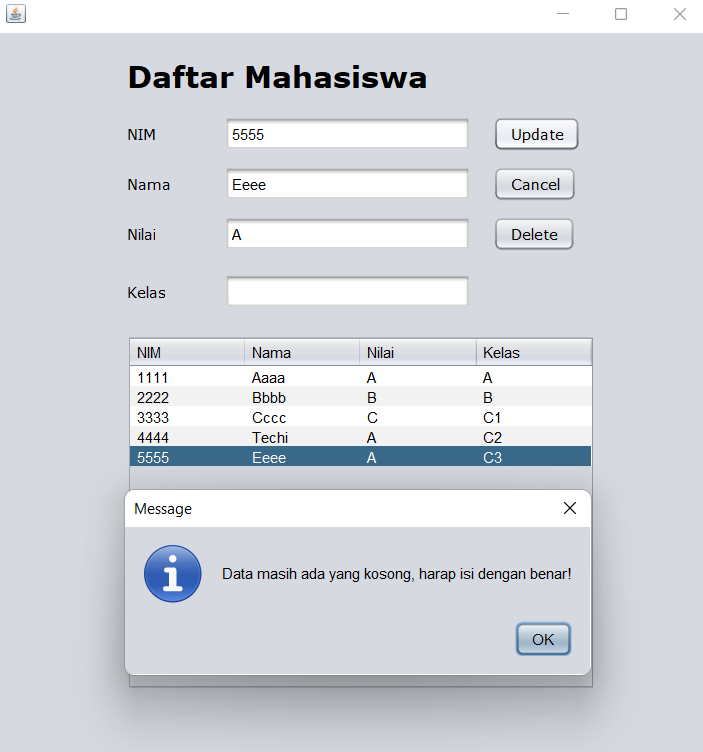 Daftar Mahasiswa
NIM 5555 Update
Nama Eeee Cancel
Nilai A Delete
Kelas
NIM Nama Nilai Kelas
1111 Aaaa A A
2222 Bbbb B B
3333 Cccc C C1
4444 Techi A C2
5555 Eeee A C3
Message
Data masih ada yang kosong, harap isi dengan benar!
OK